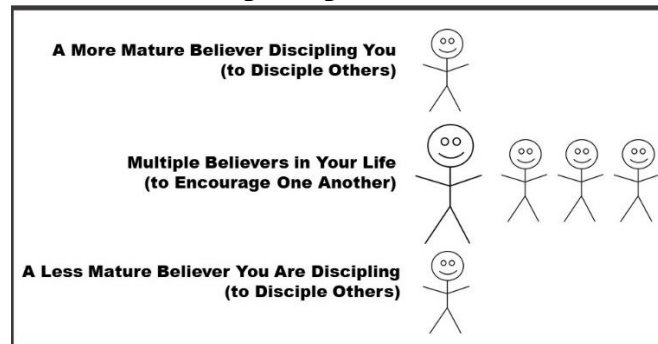 A More Mature Believer Discipling You
(to Disciple Others)
Multiple Believers in Your Life
(to Encourage One Another)
A Less Mature Believer You Are Discipling
(to Disciple Others)